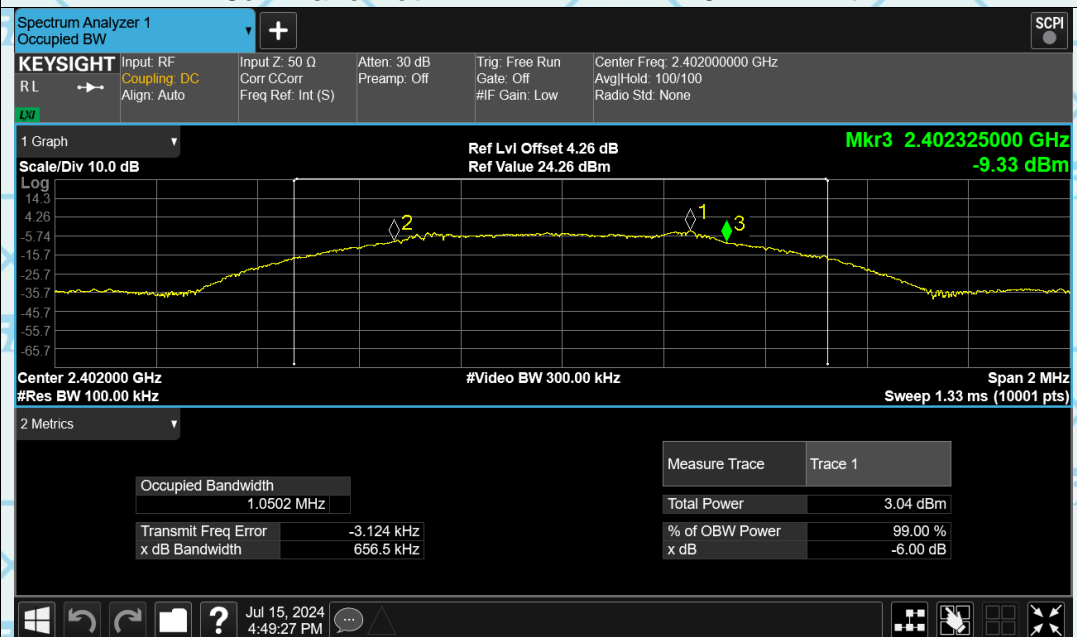 Spectrum Analyzer 1
Occupied BW
+
SCPI
KEYSIGHT
R L
LXI
Input: RF
Coupling: DC
Align: Auto
Input Z: 50 Ω
Corr CCorr
Freq Ref: Int (S)
Atten: 30 dB
Preamp: Off
Trig: Free Run
Gate: Off
#IF Gain: Low
Center Freq: 2.402000000 GHz
Avg|Hold: 100/100
Radio Std: None
1 Graph
Scale/Div 10.0 dB
Ref Lvl Offset 4.26 dB
Ref Value 24.26 dBm
Mkr3 2.402325000 GHz
-9.33 dBm
Log
14.3
4.26
-5.74
-15.7
-25.7
-35.7
-45.7
-55.7
-65.7
2
1
3
Center 2.402000 GHz
#Video BW 300.00 kHz
Span 2 MHz
#Res BW 100.00 kHz
Sweep 1.33 ms (10001 pts)
2 Metrics
Occupied Bandwidth
1.0502 MHz
Transmit Freq Error -3.124 kHz
x dB Bandwidth 656.5 kHz
Measure Trace Trace 1
Total Power 3.04 dBm
% of OBW Power 99.00 %
x dB -6.00 dB
?
Jul 15, 2024
4:49:27 PM